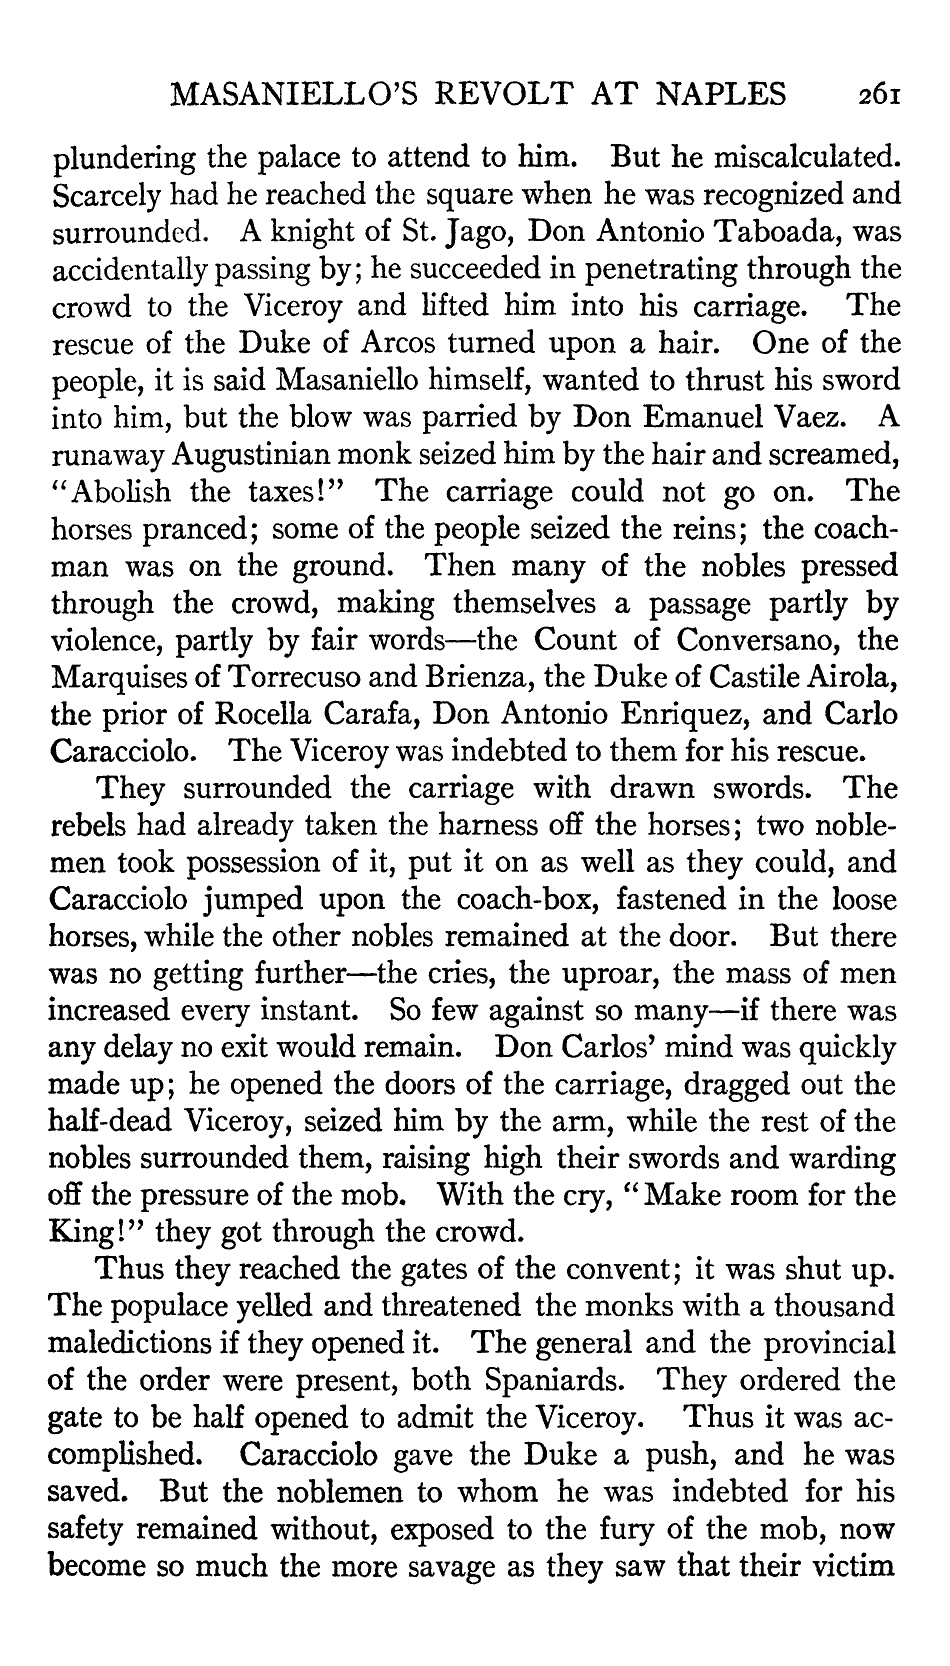 MASANIELLO'S REVOLT AT NAPLES 261
plundering the palace to attend to him. But he miscalculated.
Scarcely had he reached the square when he was recognized and
surrounded. A knight of St. Jago, Don Antonio Taboada, was
accidentally passing by; he succeeded in penetrating through the
crowd to the Viceroy and lifted him into his carriage. The
rescue of the Duke of Arcos turned upon a hair. One of the
people, it is said Masaniello himself, wanted to thrust his sword
into him, but the blow was parried by Don Emanuel Vaez. A
runaway Augustinian monk seized him by the hair and screamed,
"Abolish the taxes!" The carriage could not go on. The
horses pranced; some of the people seized the reins; the coach-
man was on the ground. Then many of the nobles pressed
through the crowd, making themselves a passage partly by
violence, partly by fair words—the Count of Conversano, the
Marquises of Torrecuso and Brienza, the Duke of Castile Airola,
the prior of Rocella Carafa, Don Antonio Enriquez, and Carlo
Caracciolo. The Viceroy was indebted to them for his rescue.
They surrounded the carriage with drawn swords. The
rebels had already taken the harness off the horses; two noble-
men took possession of it, put it on as well as they could, and
Caracciolo jumped upon the coach-box, fastened in the loose
horses, while the other nobles remained at the door. But there
was no getting further—the cries, the uproar, the mass of men
increased every instant. So few against so many—if there was
any delay no exit would remain. Don Carlos' mind was quickly
made up; he opened the doors of the carriage, dragged out the
half-dead Viceroy, seized him by the arm, while the rest of the
nobles surrounded them, raising high their swords and warding
off the pressure of the mob. With the cry, "Make room for the
King!" they got through the crowd.
Thus they reached the gates of the convent; it was shut up.
The populace yelled and threatened the monks with a thousand
maledictions if they opened it. The general and the provincial
of the order were present, both Spaniards. They ordered the
gate to be half opened to admit the Viceroy. Thus it was ac-
complished. Caracciolo gave the Duke a push, and he was
saved. But the noblemen to whom he was indebted for his
safety remained without, exposed to the fury of the mob, now
become so much the more savage as they saw that their victim